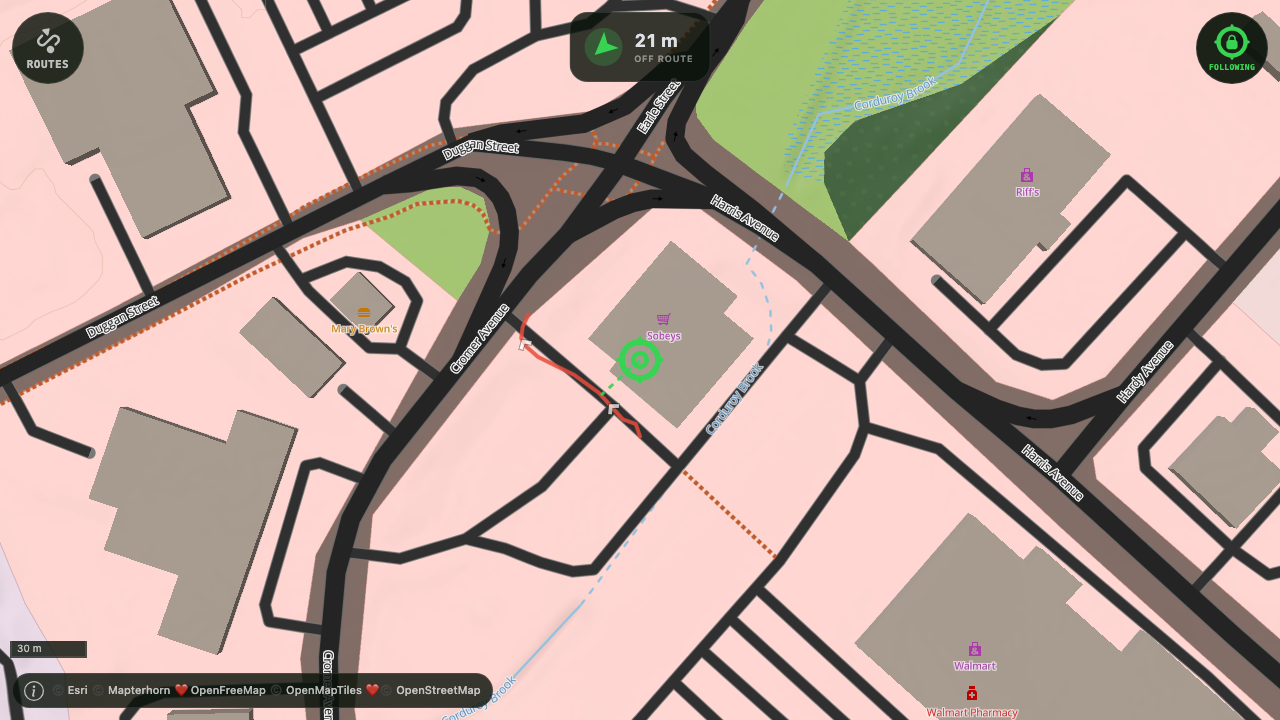 ROUTES
21 m
OFF ROUTE
FOLLOWING
Earle Street
Duggan Street
Corduroy Brook
Riff's
Harris Avenue
Duggan Street
Mary Brown's
Cromer Avenue
Sobeys
Corduroy Brook
Hardy Avenue
Harris Avenue
30 m
Walmart
Walmart Pharmacy
Corduroy Brook
© Esri © Mapterhorn ❤️ OpenFreeMap © OpenMapTiles ❤️ © OpenStreetMap